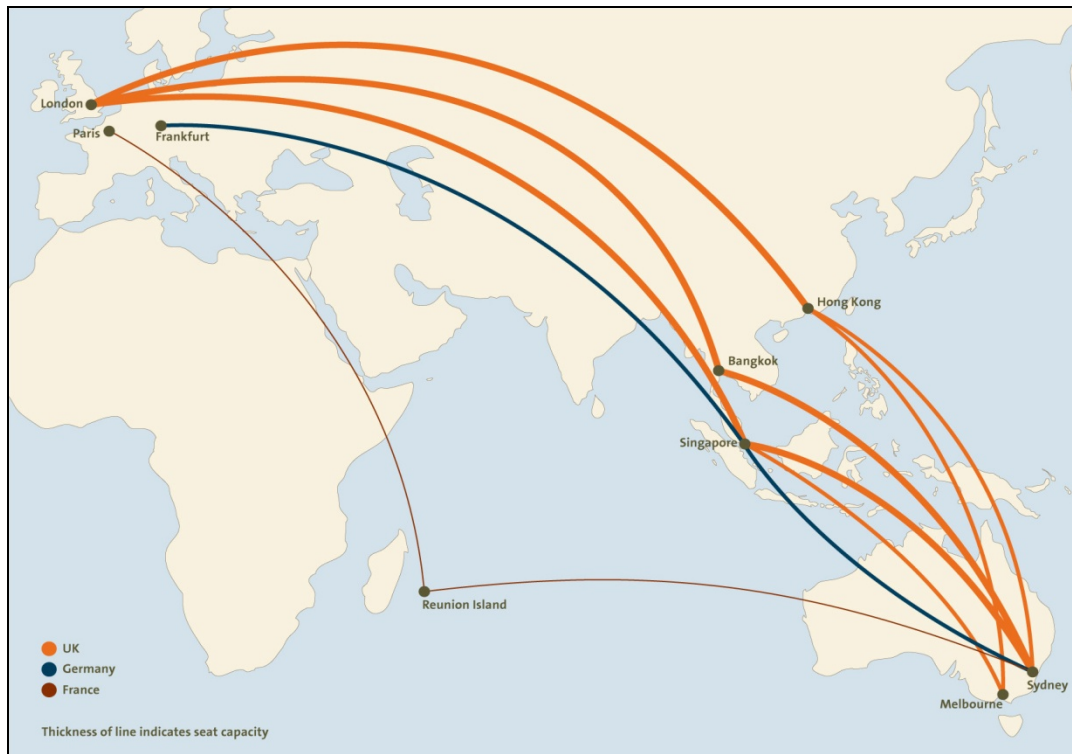 London
Paris
Frankfurt
Hong Kong
Bangkok
Singapore
Reunion Island
Sydney
Melbourne
UK
Germany
France
Thickness of line indicates seat capacity